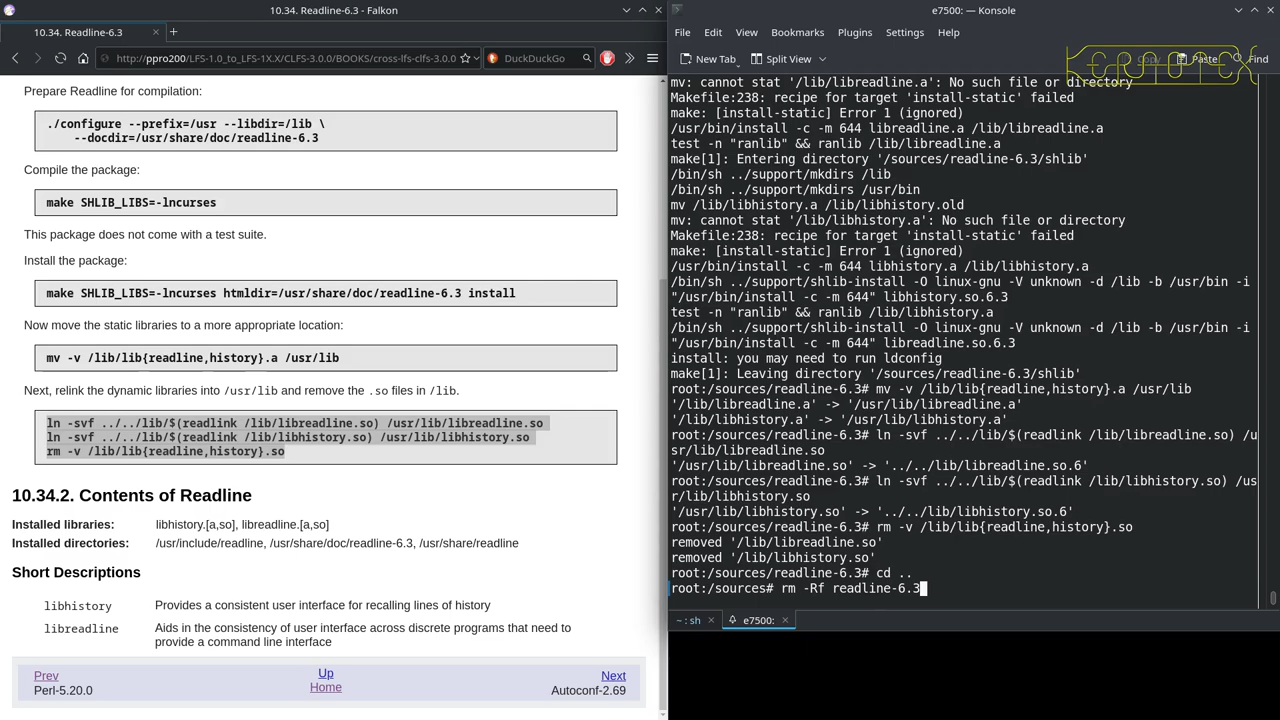 10.34. Readline-6.3 - Falkon
10.34. Readline-6.3
http://ppro200/LFS-1.0_to_LFS-1X.X/CLFS-3.0.0/BOOKS/cross-lfs-clfs-3.0.0
DuckDuckGo
Prepare Readline for compilation:
./configure --prefix=/usr --libdir=/lib \
--docdir=/usr/share/doc/readline-6.3
Compile the package:
make SHLIB_LIBS=-lncurses
This package does not come with a test suite.
Install the package:
make SHLIB_LIBS=-lncurses htmldir=/usr/share/doc/readline-6.3 install
Now move the static libraries to a more appropriate location:
mv -v /lib/lib{readline,history}.a /usr/lib
Next, relink the dynamic libraries into /usr/lib and remove the .so files in /lib.
ln -svf ../../lib/$(readlink /lib/libreadline.so) /usr/lib/libreadline.so
ln -svf ../../lib/$(readlink /lib/libhistory.so) /usr/lib/libhistory.so
rm -v /lib/lib{readline,history}.so
10.34.2. Contents of Readline
Installed libraries: libhistory.[a,so], libreadline.[a,so]
Installed directories: /usr/include/readline, /usr/share/doc/readline-6.3, /usr/share/readline
Short Descriptions
libhistory Provides a consistent user interface for recalling lines of history
libreadline Aids in the consistency of user interface across discrete programs that need to
provide a command line interface
Prev Up Next
Perl-5.20.0 Home Autoconf-2.69
e7500: — Konsole
File Edit View Bookmarks Plugins Settings Help
New Tab Split View Copy Paste Find
mv: cannot stat '/lib/libreadline.a': No such file or directory
Makefile:238: recipe for target 'install-static' failed
make: [install-static] Error 1 (ignored)
/usr/bin/install -c -m 644 libreadline.a /lib/libreadline.a
test -n "ranlib" && ranlib /lib/libreadline.a
make[1]: Entering directory '/sources/readline-6.3/shlib'
/bin/sh ../support/mkdirs /lib
/bin/sh ../support/mkdirs /usr/bin
mv /lib/libhistory.a /lib/libhistory.old
mv: cannot stat '/lib/libhistory.a': No such file or directory
Makefile:238: recipe for target 'install-static' failed
make: [install-static] Error 1 (ignored)
/usr/bin/install -c -m 644 libhistory.a /lib/libhistory.a
/bin/sh ../support/shlib-install -O linux-gnu -V unknown -d /lib -b /usr/bin -i
"/usr/bin/install -c -m 644" libhistory.so.6.3
test -n "ranlib" && ranlib /lib/libhistory.a
/bin/sh ../support/shlib-install -O linux-gnu -V unknown -d /lib -b /usr/bin -i
"/usr/bin/install -c -m 644" libreadline.so.6.3
install: you may need to run ldconfig
make[1]: Leaving directory '/sources/readline-6.3/shlib'
root:/sources/readline-6.3# mv -v /lib/lib{readline,history}.a /usr/lib
'/lib/libreadline.a' -> '/usr/lib/libreadline.a'
'/lib/libhistory.a' -> '/usr/lib/libhistory.a'
root:/sources/readline-6.3# ln -svf ../../lib/$(readlink /lib/libreadline.so) /u
sr/lib/libreadline.so
'/usr/lib/libreadline.so' -> '../../lib/libreadline.so.6'
root:/sources/readline-6.3# ln -svf ../../lib/$(readlink /lib/libhistory.so) /us
r/lib/libhistory.so
'/usr/lib/libhistory.so' -> '../../lib/libhistory.so.6'
root:/sources/readline-6.3# rm -v /lib/lib{readline,history}.so
removed '/lib/libreadline.so'
removed '/lib/libhistory.so'
root:/sources/readline-6.3# cd ..
root:/sources# rm -Rf readline-6.3
~ : sh e7500: